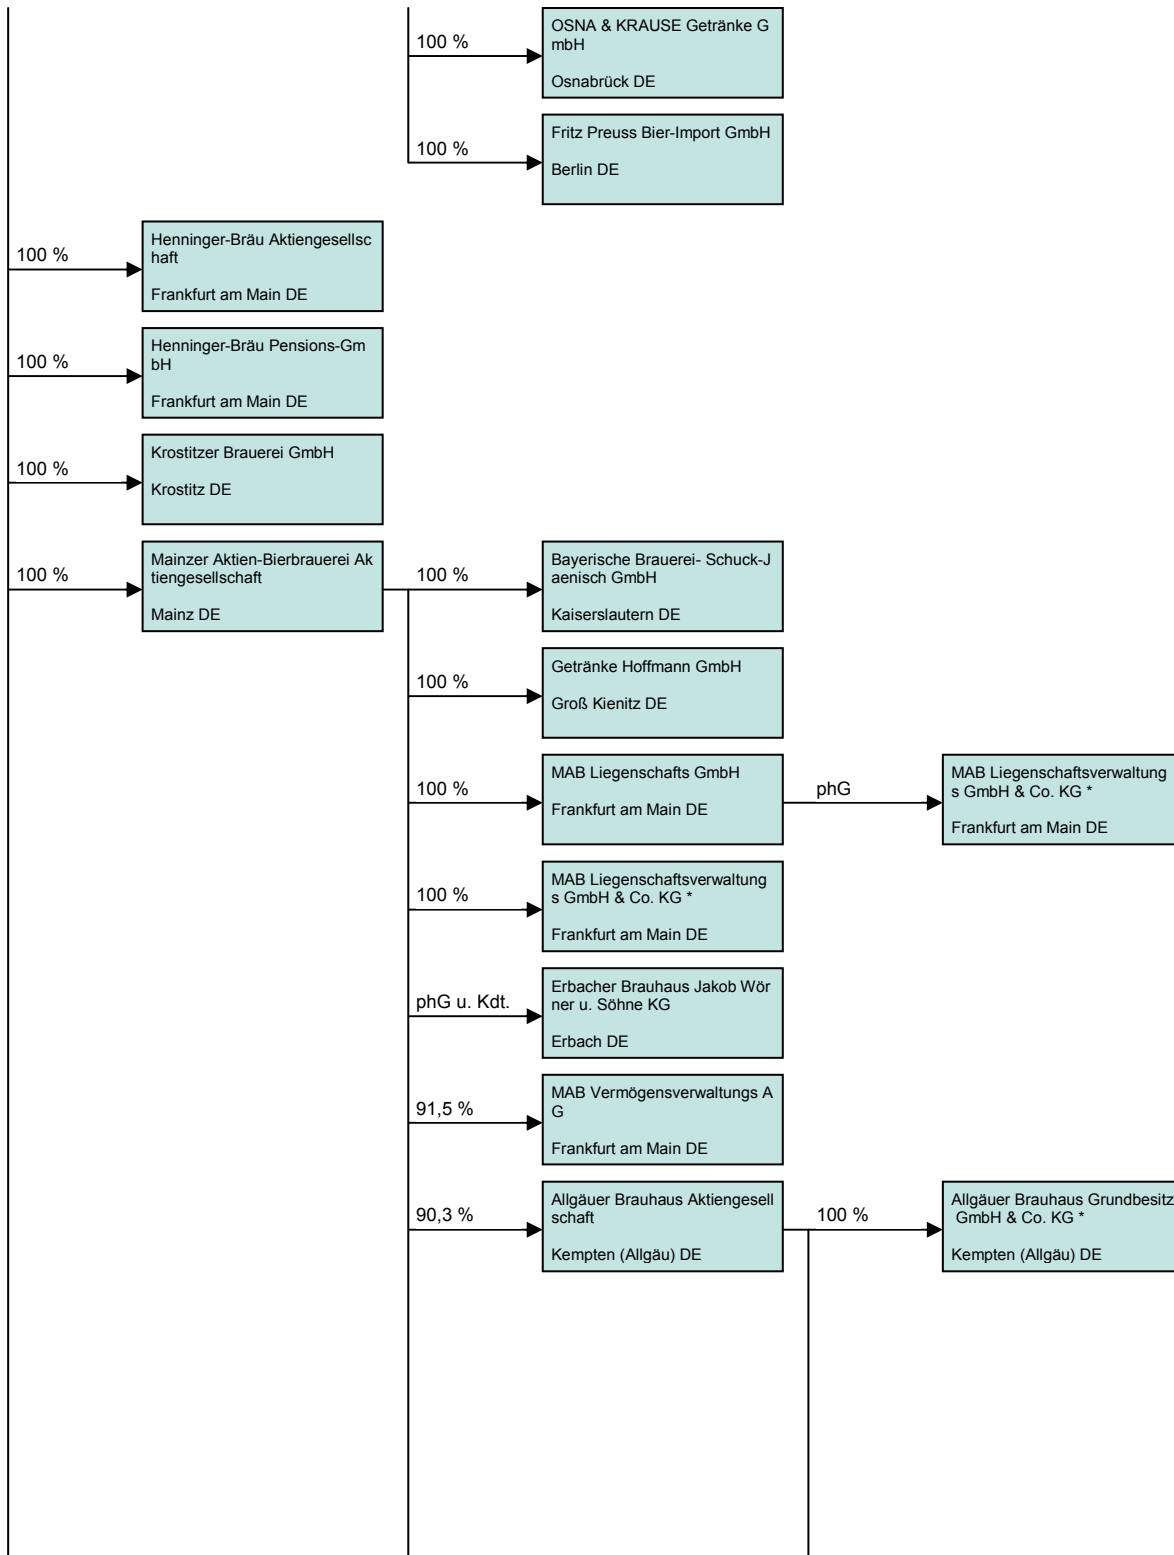 100 %
OSNA & KRAUSE Getränke G
mbH
Osnabrück DE
100 %
Fritz Preuss Bier-Import GmbH
Berlin DE
100 %
Henninger-Bräu Aktiengesellsc
haft
Frankfurt am Main DE
100 %
Henninger-Bräu Pensions-Gm
bH
Frankfurt am Main DE
100 %
Krostitzer Brauerei GmbH
Krostitz DE
100 %
Mainzer Aktien-Bierbrauerei Ak
tiengesellschaft
Mainz DE
100 %
Bayerische Brauerei- Schuck-J
aenisch GmbH
Kaiserslautern DE
100 %
Getränke Hoffmann GmbH
Groß Kienitz DE
100 %
MAB Liegenschafts GmbH
Frankfurt am Main DE
phG
MAB Liegenschaftsverwaltung
s GmbH & Co. KG *
Frankfurt am Main DE
100 %
MAB Liegenschaftsverwaltung
s GmbH & Co. KG *
Frankfurt am Main DE
phG u. Kdt.
Erbacher Brauhaus Jakob Wör
ner u. Söhne KG
Erbach DE
91,5 %
MAB Vermögensverwaltungs A
G
Frankfurt am Main DE
90,3 %
Allgäuer Brauhaus Aktiengesell
schaft
Kempten (Allgäu) DE
100 %
Allgäuer Brauhaus Grundbesitz
GmbH & Co. KG *
Kempten (Allgäu) DE